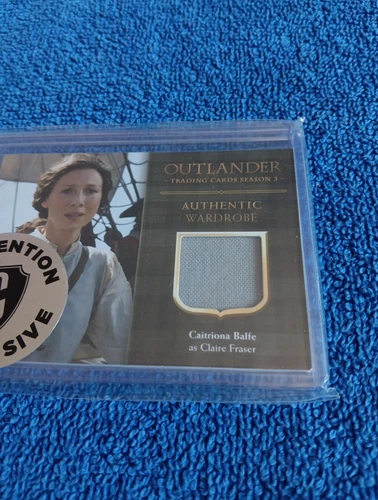 OUTLANDER
- TRADING CARDS SEASON 3 -
AUTHENTIC
WARDROBE
Caitriona Balfe
as Claire Fraser
ENTION
SIVE